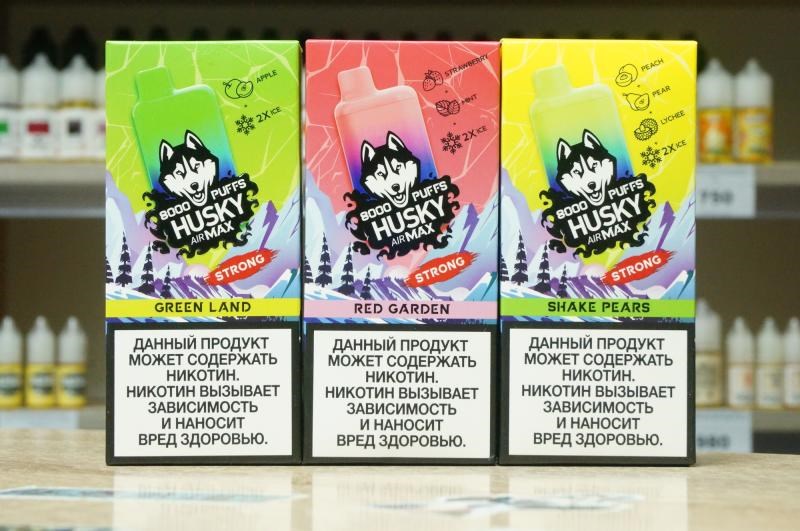 APPLE
2X ICE
8000 PUFFS
HUSKY
AIR MAX
STRONG
GREEN LAND
ДАННЫЙ ПРОДУКТ
МОЖЕТ СОДЕРЖАТЬ
НИКОТИН.
НИКОТИН ВЫЗЫВАЕТ
ЗАВИСИМОСТЬ
И НАНОСИТ
ВРЕД ЗДОРОВЬЮ.
STRAWBERRY
MINT
2X ICE
8000 PUFFS
HUSKY
AIR MAX
STRONG
RED GARDEN
ДАННЫЙ ПРОДУКТ
МОЖЕТ СОДЕРЖАТЬ
НИКОТИН.
НИКОТИН ВЫЗЫВАЕТ
ЗАВИСИМОСТЬ
И НАНОСИТ
ВРЕД ЗДОРОВЬЮ.
PEACH
PEAR
LYCHEE
2X ICE
8000 PUFFS
HUSKY
AIR MAX
STRONG
SHAKE PEARS
ДАННЫЙ ПРОДУКТ
МОЖЕТ СОДЕРЖАТЬ
НИКОТИН.
НИКОТИН ВЫЗЫВАЕТ
ЗАВИСИМОСТЬ
И НАНОСИТ
ВРЕД ЗДОРОВЬЮ.